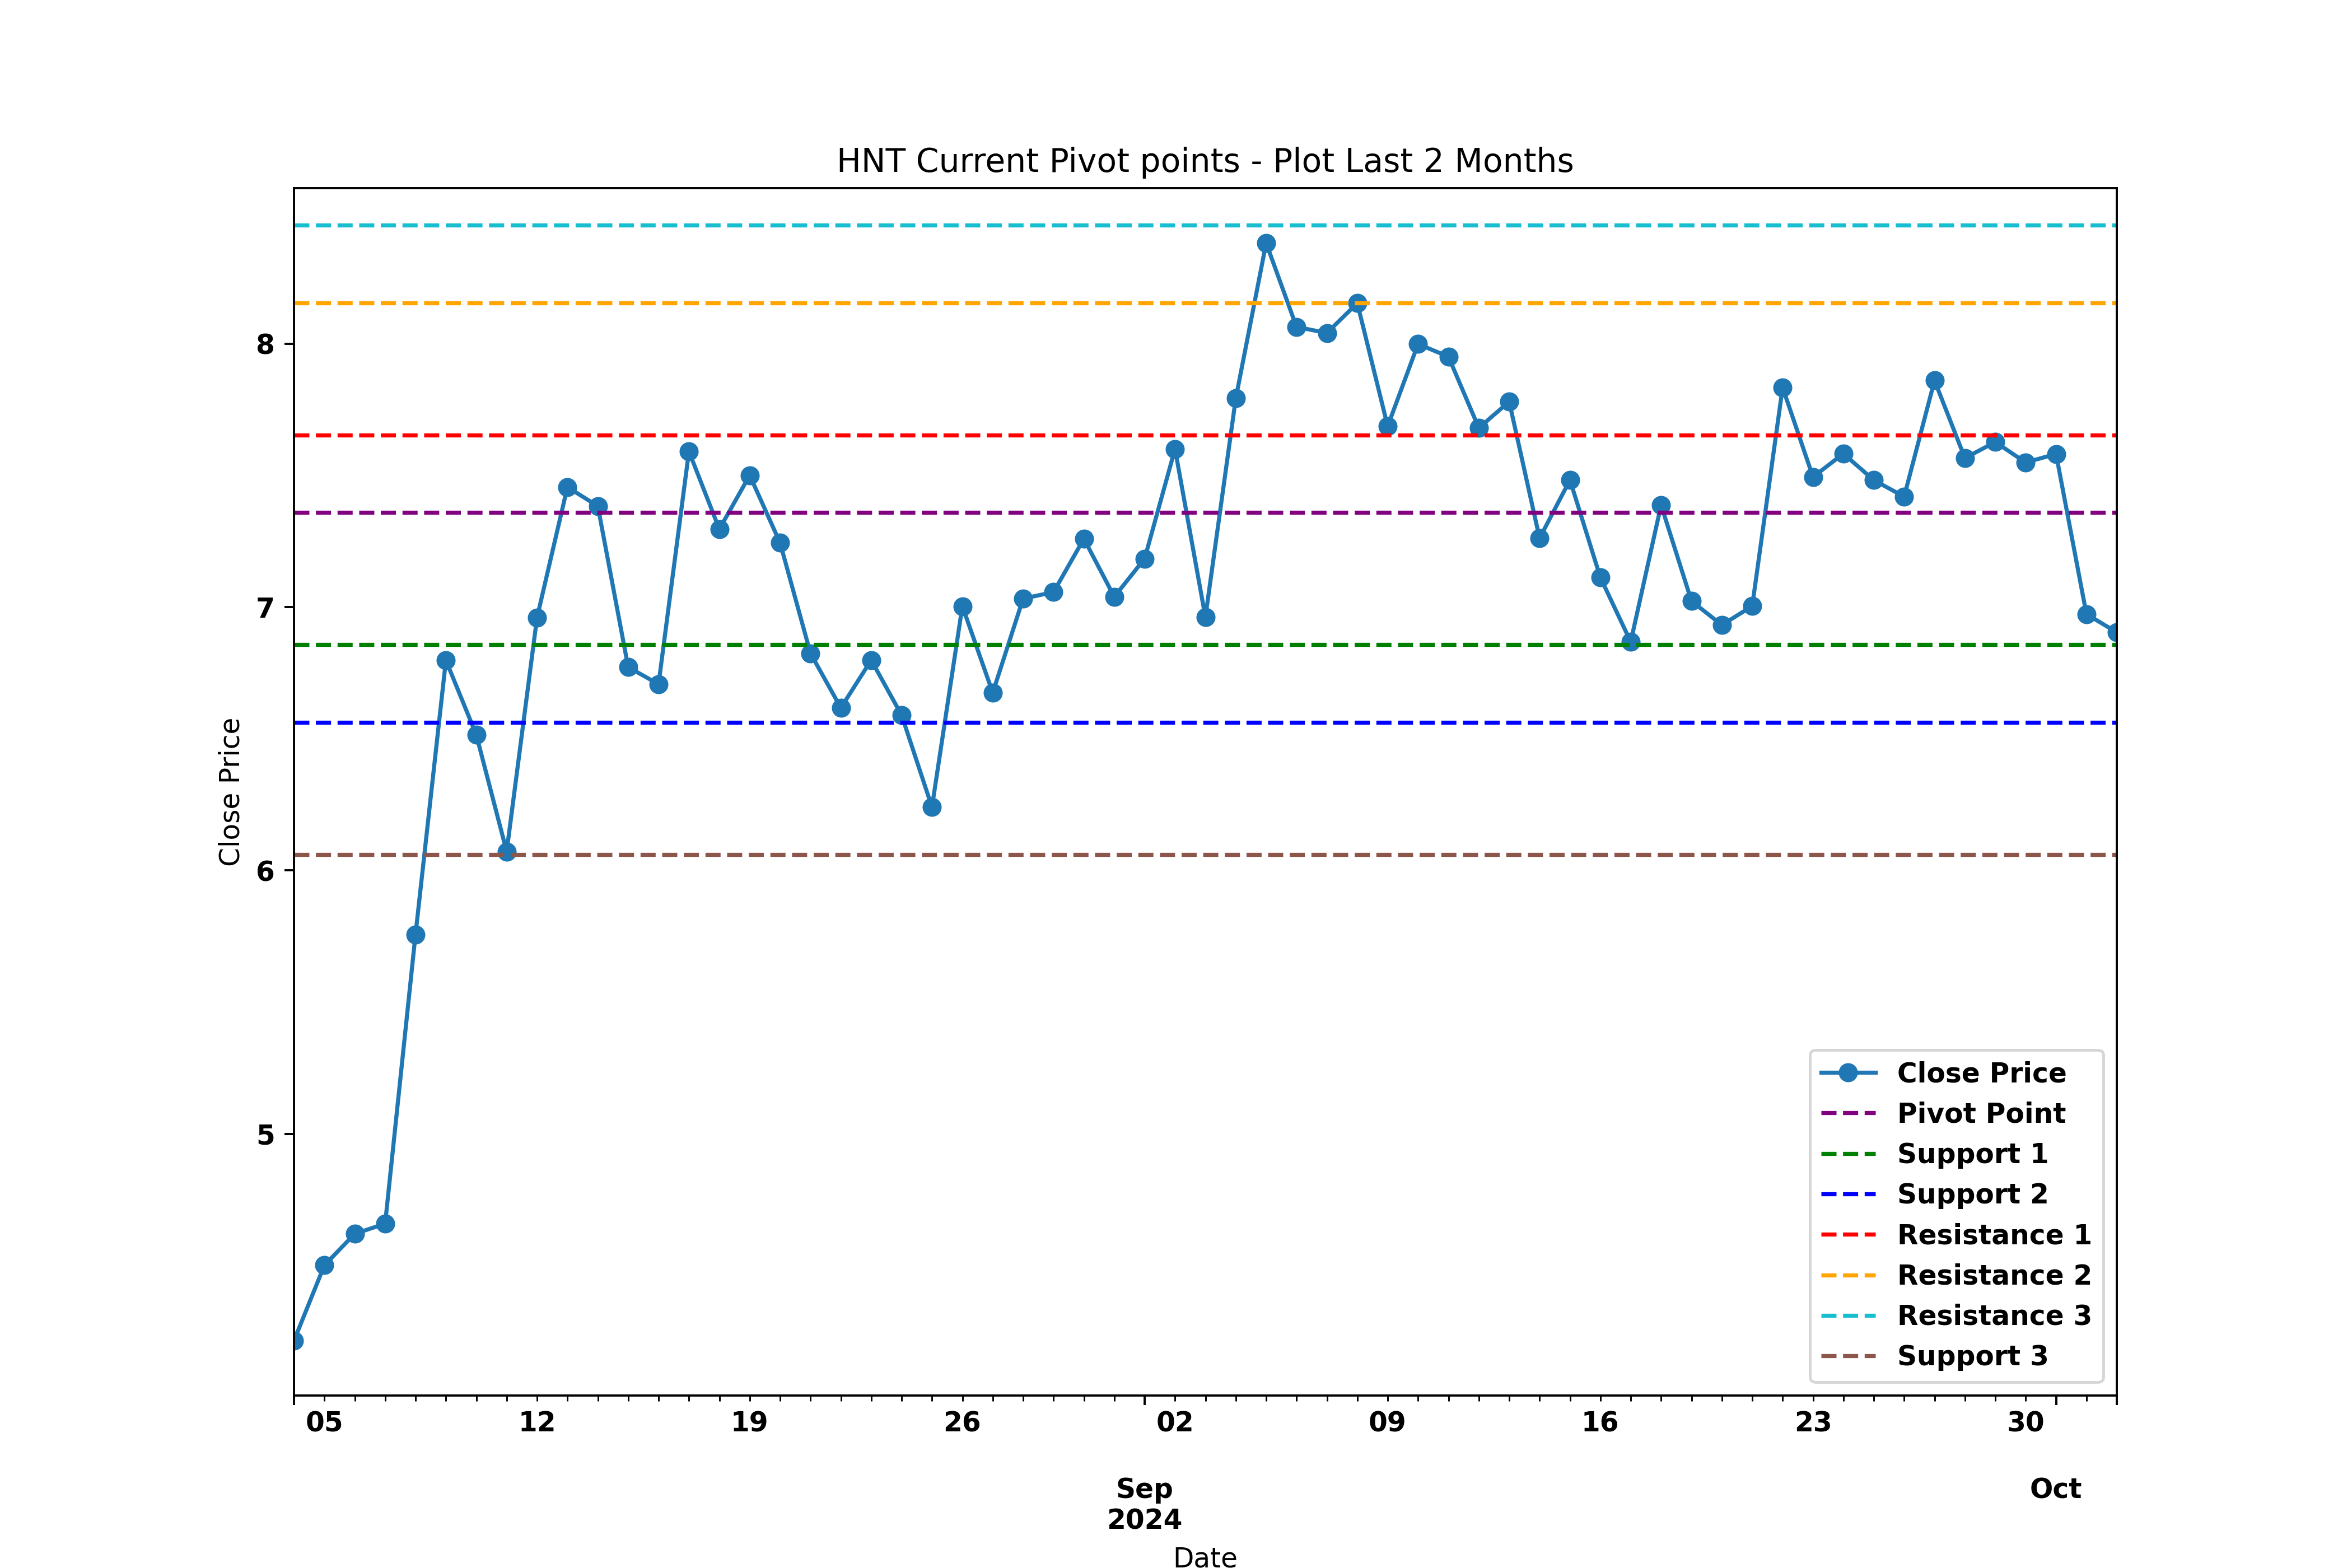 HNT Current Pivot points - Plot Last 2 Months
8
7
6
5
Close Price
Close Price
Pivot Point
Support 1
Support 2
Resistance 1
Resistance 2
Resistance 3
Support 3
05 12 19 26 02 09 16 23 30
Sep Oct
2024
Date